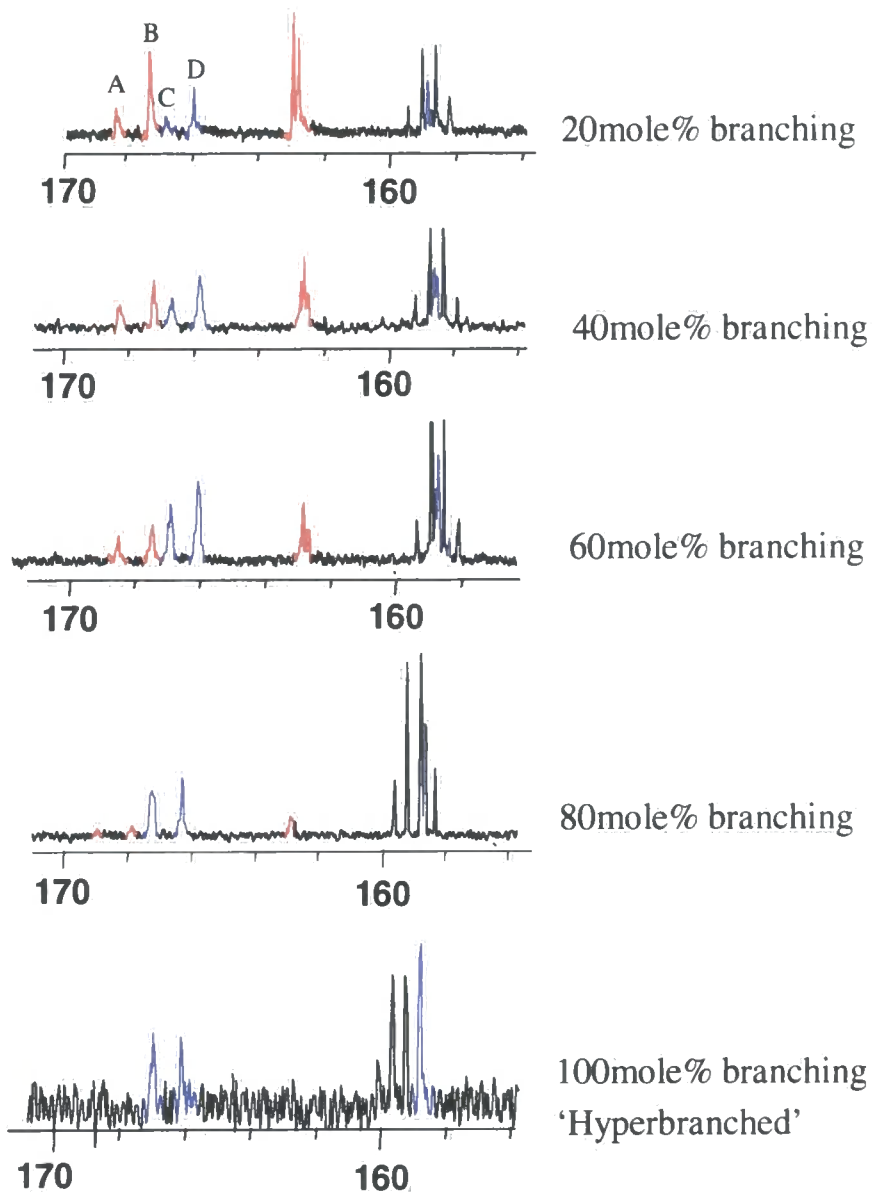 A
B
C
D
20mole% branching
170
160
40mole% branching
170
160
60mole% branching
170
160
80mole% branching
170
160
100mole% branching
'Hyperbranched'
170
160